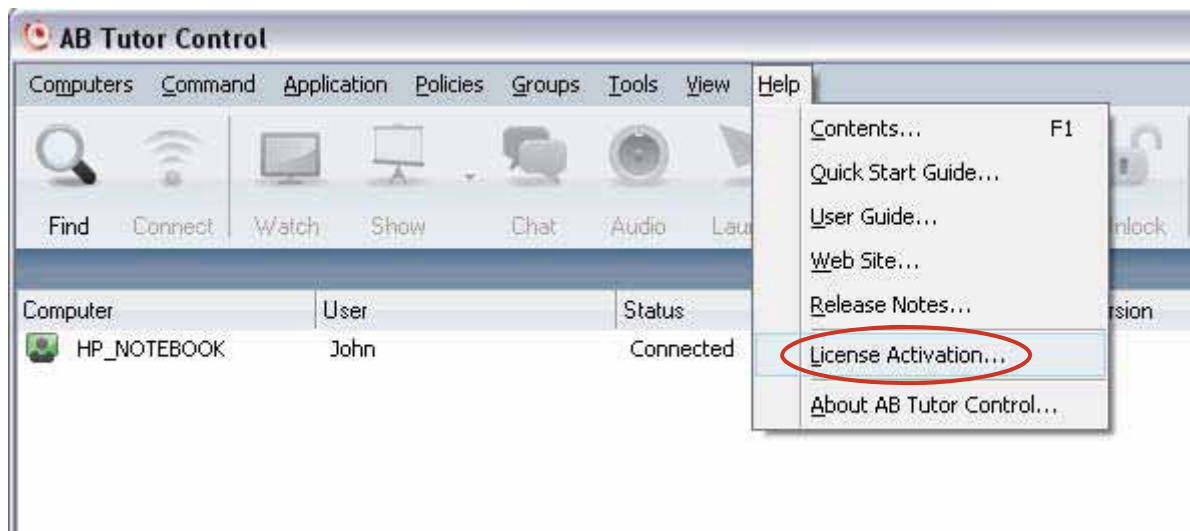 AB Tutor Control
Computers Command Application Policies Groups Tools View Help
Contents... F1
Quick Start Guide...
User Guide...
Web Site...
Release Notes...
License Activation...
About AB Tutor Control...
Find Connect Watch Show Chat Audio
Computer User Status
HP_NOTEBOOK John Connected